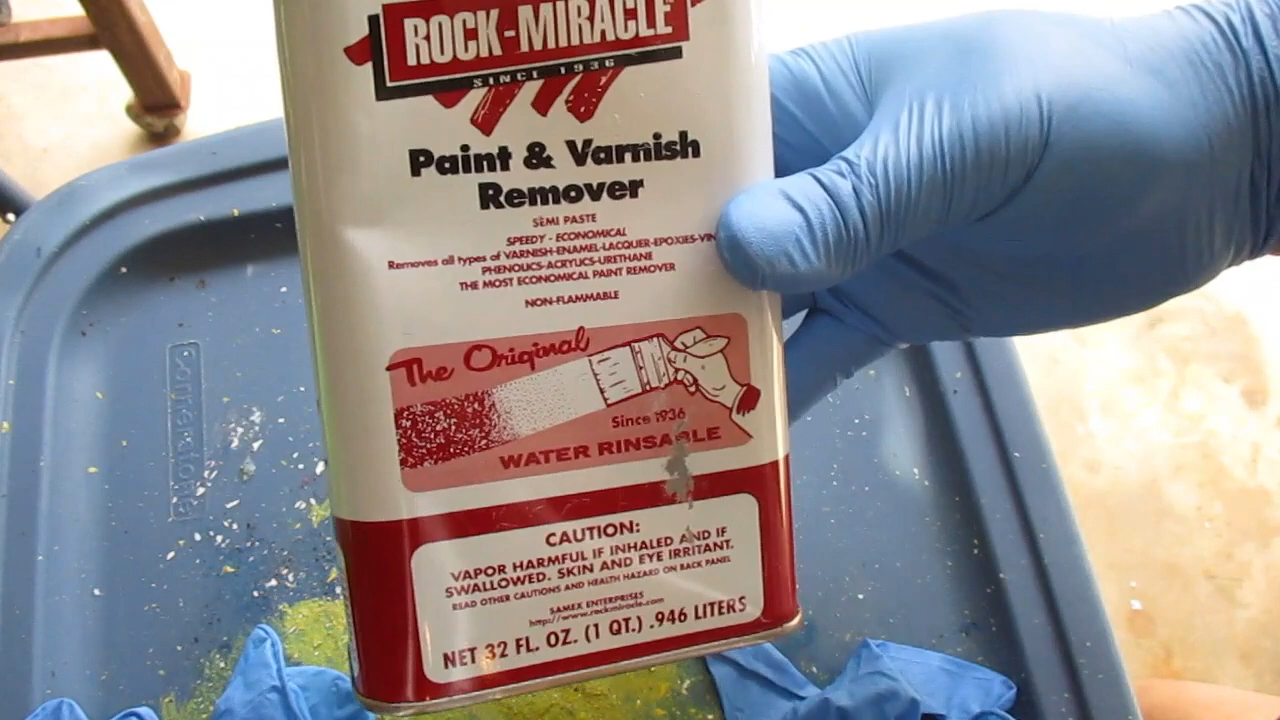 ROCK-MIRACLE
SINCE 1936
Paint & Varnish
Remover
SEMI PASTE
SPEEDY - ECONOMICAL
Removes all types of VARNISH-ENAMEL-LACQUER-EPOXIES-VIN
PHENOLICS-ACRYLICS-URETHANE
THE MOST ECONOMICAL PAINT REMOVER
NON-FLAMMABLE
The Original
Since 1936
WATER RINSABLE
CAUTION:
VAPOR HARMFUL IF INHALED AND IF
SWALLOWED. SKIN AND EYE IRRITANT.
READ OTHER CAUTIONS AND HEALTH HAZARD ON BACK PANEL
SAMEX ENTERPRISES
http://www.rockmiracle.com
NET 32 FL. OZ. (1 QT.) .946 LITERS